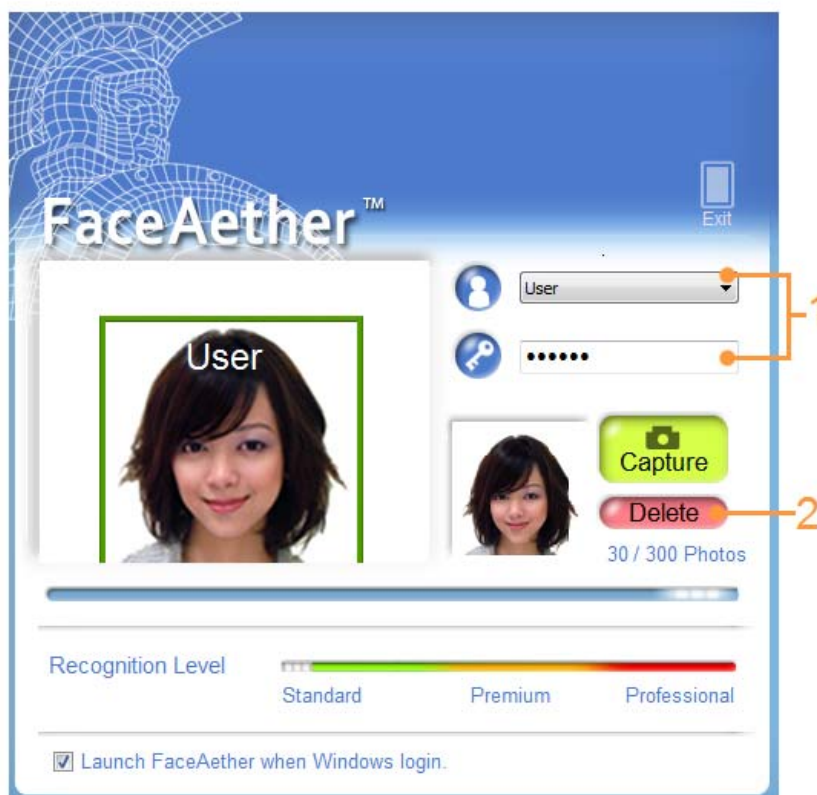 FaceAether™
Exit
User
1
••••••
User
Capture
Delete
2
30 / 300 Photos
Recognition Level
Standard
Premium
Professional
Launch FaceAether when Windows login.